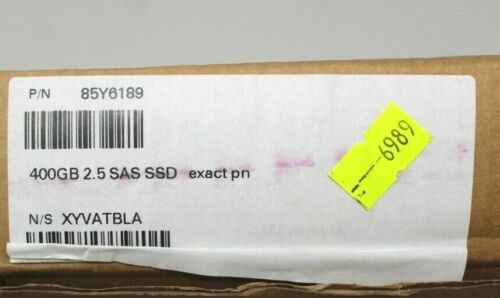 P/N 85Y6189
400GB 2.5 SAS SSD exact pn
N/S XYVATBLA
6989